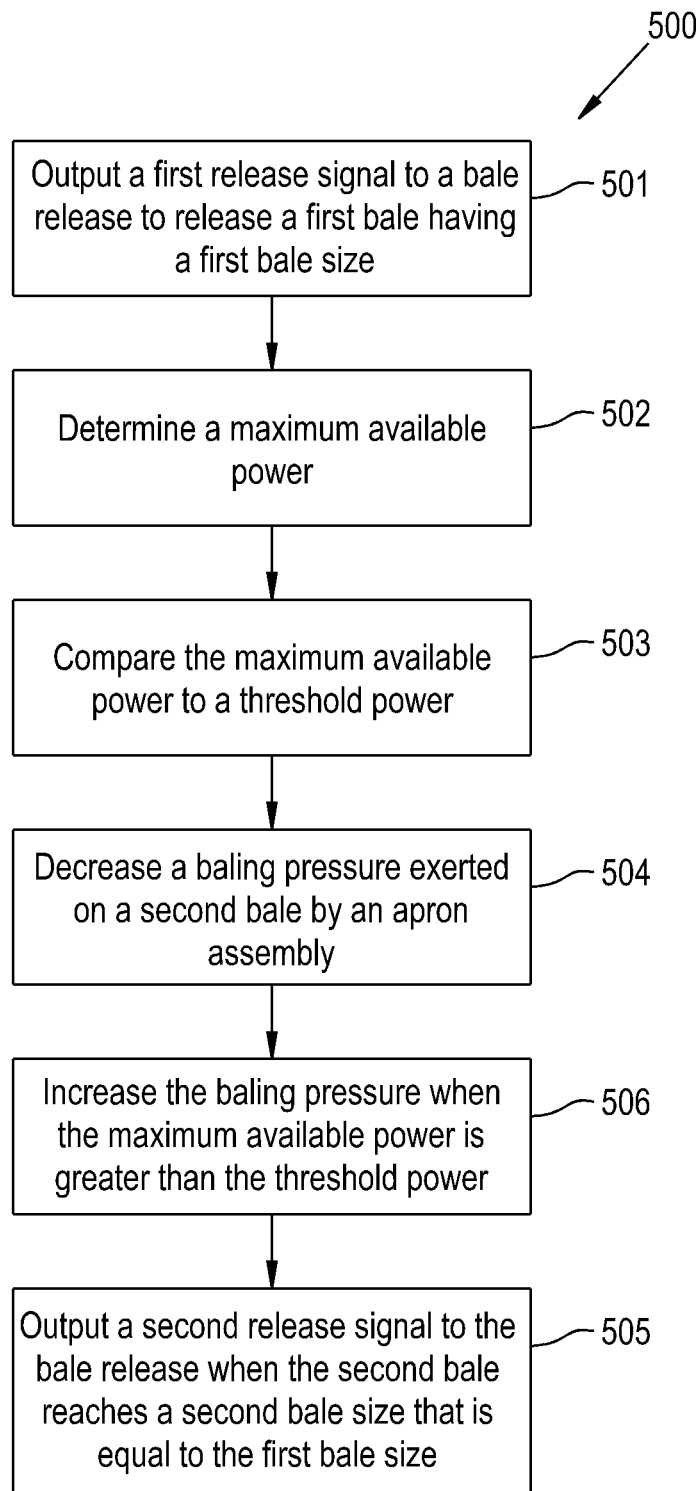 500
Output a first release signal to a bale
release to release a first bale having
a first bale size
501
Determine a maximum available
power
502
Compare the maximum available
power to a threshold power
503
Decrease a baling pressure exerted
on a second bale by an apron
assembly
504
Increase the baling pressure when
the maximum available power is
greater than the threshold power
506
Output a second release signal to the
bale release when the second bale
reaches a second bale size that is
equal to the first bale size
505